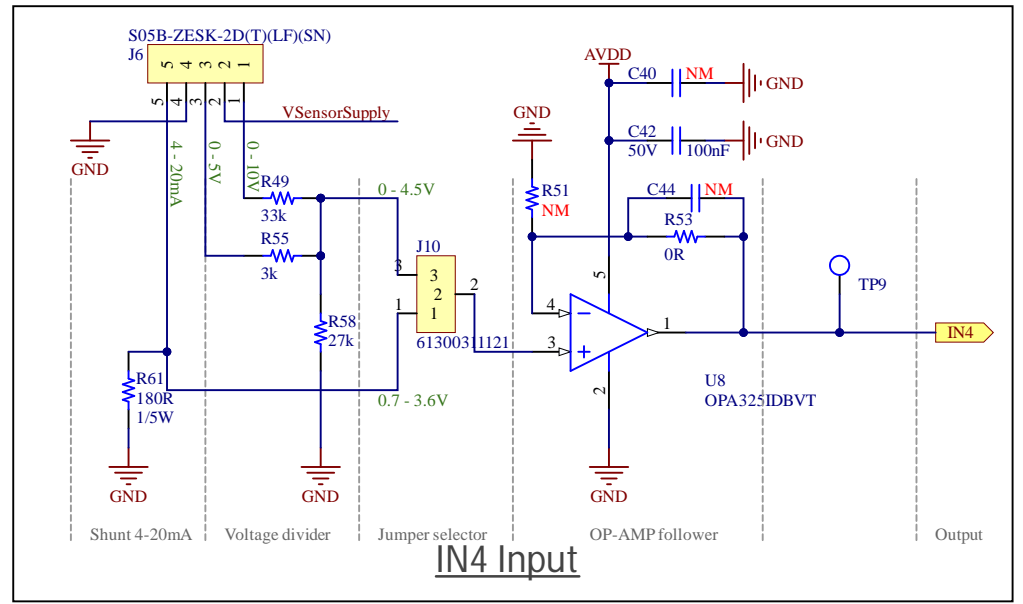 S05B-ZESK-2D(T)(LF)(SN)
J6
5 4 3 2 1
5 4 3 2 1
VSensorSupply
GND
4 - 20mA
0 - 5V
0 - 10V
R49
33k
R55
3k
R58
27k
R61
180R
1/5W
GND
GND
0 - 4.5V
J10
3
1
3
2
1
2
61300311121
0.7 - 3.6V
AVDD
C40
NM
GND
C42
50V
100nF
GND
GND
R51
NM
C44
NM
R53
0R
5
4
3
1
2
U8
OPA325IDBVT
GND
TP9
IN4
Shunt 4-20mA
Voltage divider
Jumper selector
OP-AMP follower
Output
IN4 Input